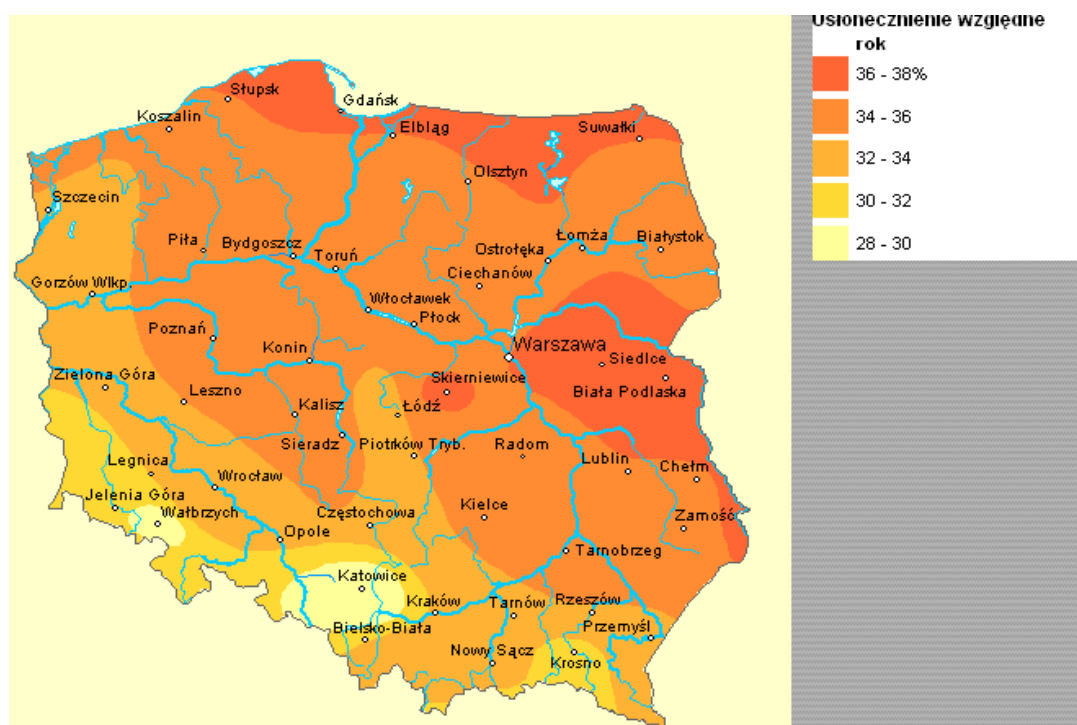 Usłonecznienie względne
rok
36 - 38%
34 - 36
32 - 34
30 - 32
28 - 30
Słupsk
Gdańsk
Koszalin
Elbląg
Suwałki
Olsztyn
Szczecin
Piła
Bydgoszcz
Toruń
Ostrołęka
Łomża
Białystok
Ciechanów
Gorzów Wlkp.
Włocławek
Płock
Poznań
Konin
Warszawa
Siedlce
Zielona Góra
Skierniewice
Biała Podlaska
Leszno
Kalisz
Łódź
Sieradz
Piotrków Tryb.
Radom
Lublin
Chełm
Legnica
Wrocław
Jelenia Góra
Wałbrzych
Częstochowa
Kielce
Zamość
Opole
Tarnobrzeg
Katowice
Kraków
Tarnów
Rzeszów
Bielsko-Biała
Przemyśl
Nowy Sącz
Krosno